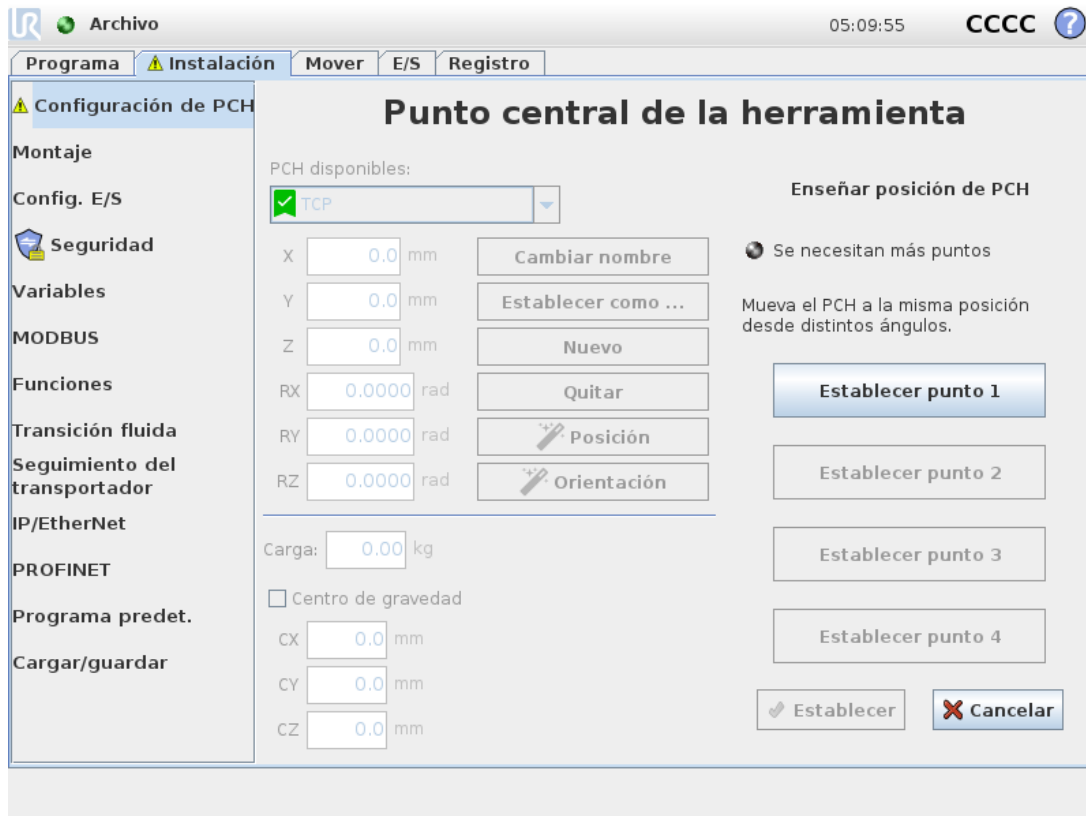 UR Archivo 05:09:55 CCCC ?
Programa Instalación Mover E/S Registro
Configuración de PCH
Montaje
Config. E/S
Seguridad
Variables
MODBUS
Funciones
Transición fluida
Seguimiento del
transportador
IP/EtherNet
PROFINET
Programa predet.
Cargar/guardar
Punto central de la herramienta
PCH disponibles:
TCP
X 0.0 mm Cambiar nombre
Y 0.0 mm Establecer como ...
Z 0.0 mm Nuevo
RX 0.0000 rad Quitar
RY 0.0000 rad Posición
RZ 0.0000 rad Orientación
Carga: 0.00 kg
Centro de gravedad
CX 0.0 mm
CY 0.0 mm
CZ 0.0 mm
Enseñar posición de PCH
Se necesitan más puntos
Mueva el PCH a la misma posición
desde distintos ángulos.
Establecer punto 1
Establecer punto 2
Establecer punto 3
Establecer punto 4
Establecer Cancelar